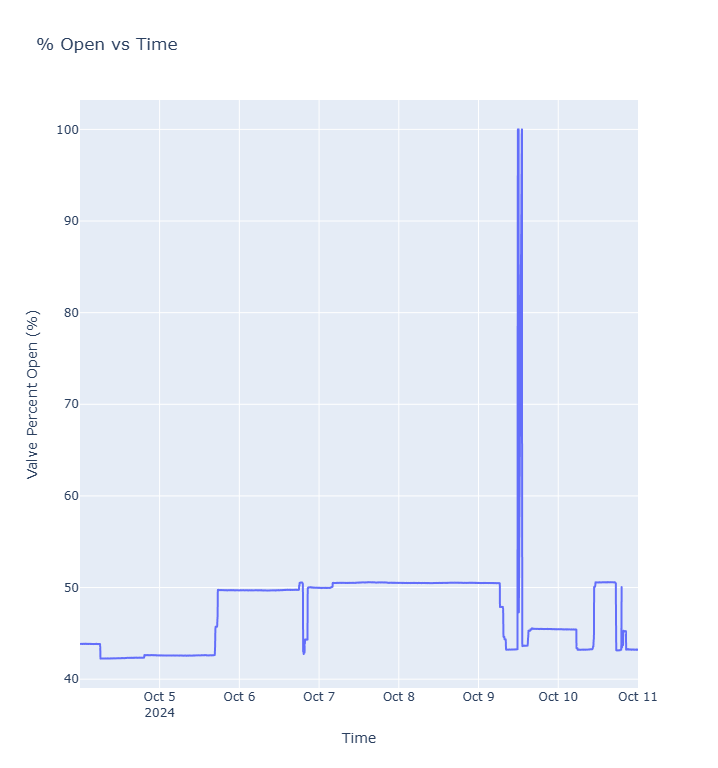 % Open vs Time
100
90
80
70
60
50
40
Valve Percent Open (%)
Oct 5
2024
Oct 6
Oct 7
Oct 8
Oct 9
Oct 10
Oct 11
Time